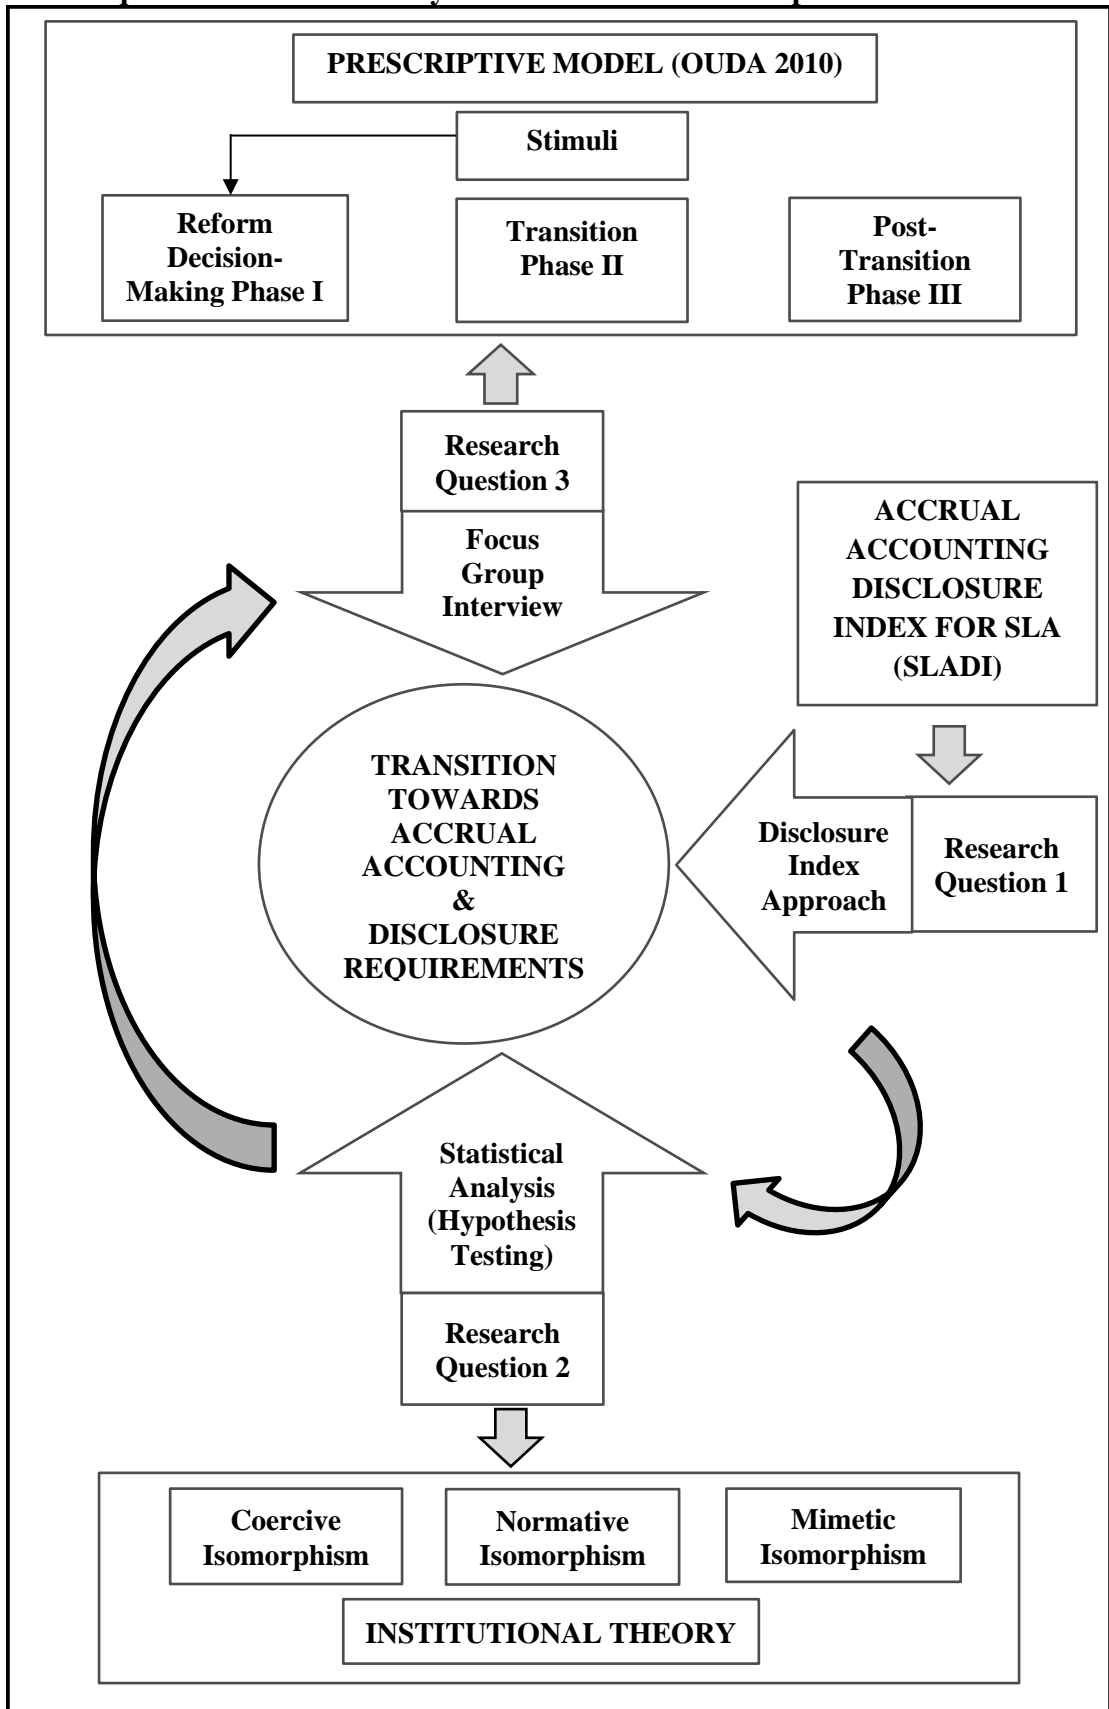 PRESCRIPTIVE MODEL (OUDA 2010)
Stimuli
Reform
Decision-
Making Phase I
Transition
Phase II
Post-
Transition
Phase III
Research
Question 3
Focus
Group
Interview
ACCRUAL
ACCOUNTING
DISCLOSURE
INDEX FOR SLA
(SLADI)
TRANSITION
TOWARDS
ACCRUAL
ACCOUNTING
&
DISCLOSURE
REQUIREMENTS
Disclosure
Index
Approach
Research
Question 1
Statistical
Analysis
(Hypothesis
Testing)
Research
Question 2
Coercive
Isomorphism
Normative
Isomorphism
Mimetic
Isomorphism
INSTITUTIONAL THEORY